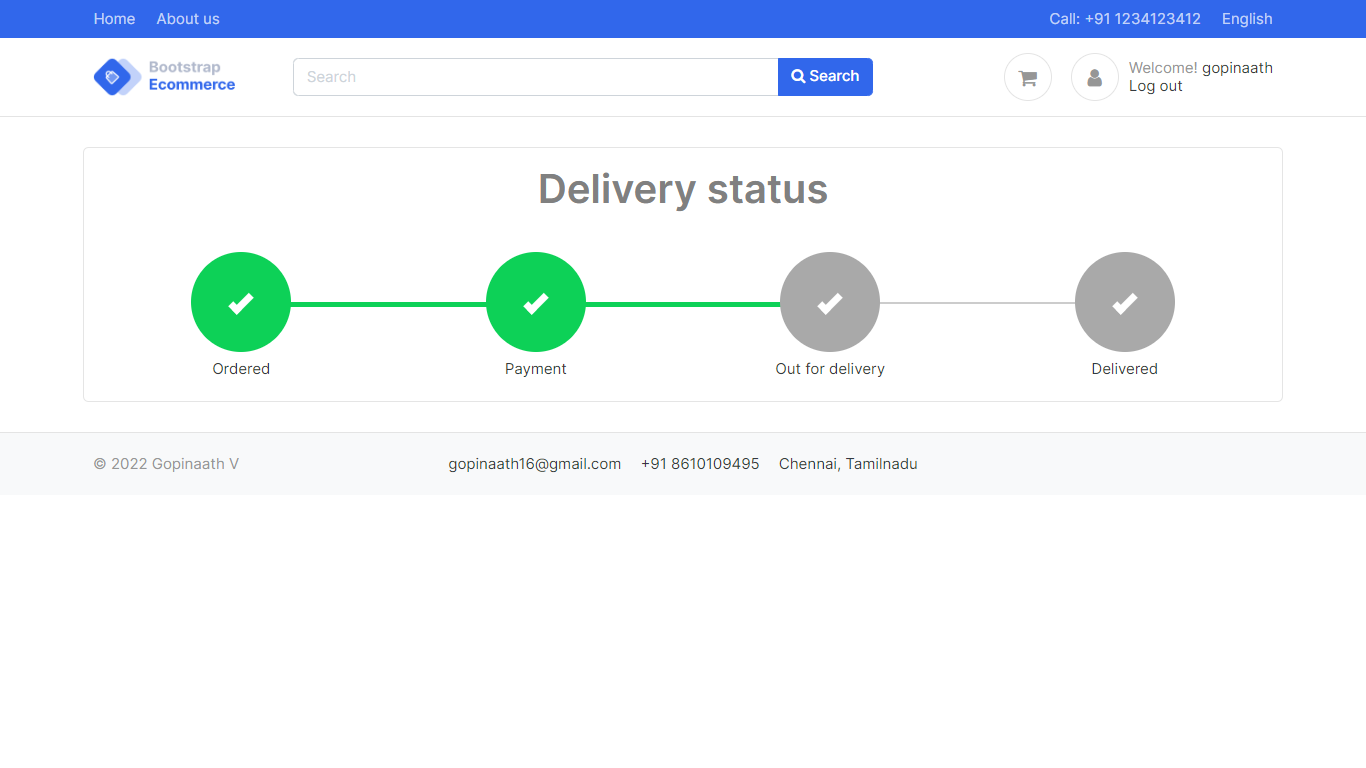 Home About us Call: +91 1234123412 English
Bootstrap
Ecommerce
Search Search
Welcome! gopinaath
Log out
Delivery status
Ordered Payment Out for delivery Delivered
© 2022 Gopinaath V gopinaath16@gmail.com +91 8610109495 Chennai, Tamilnadu